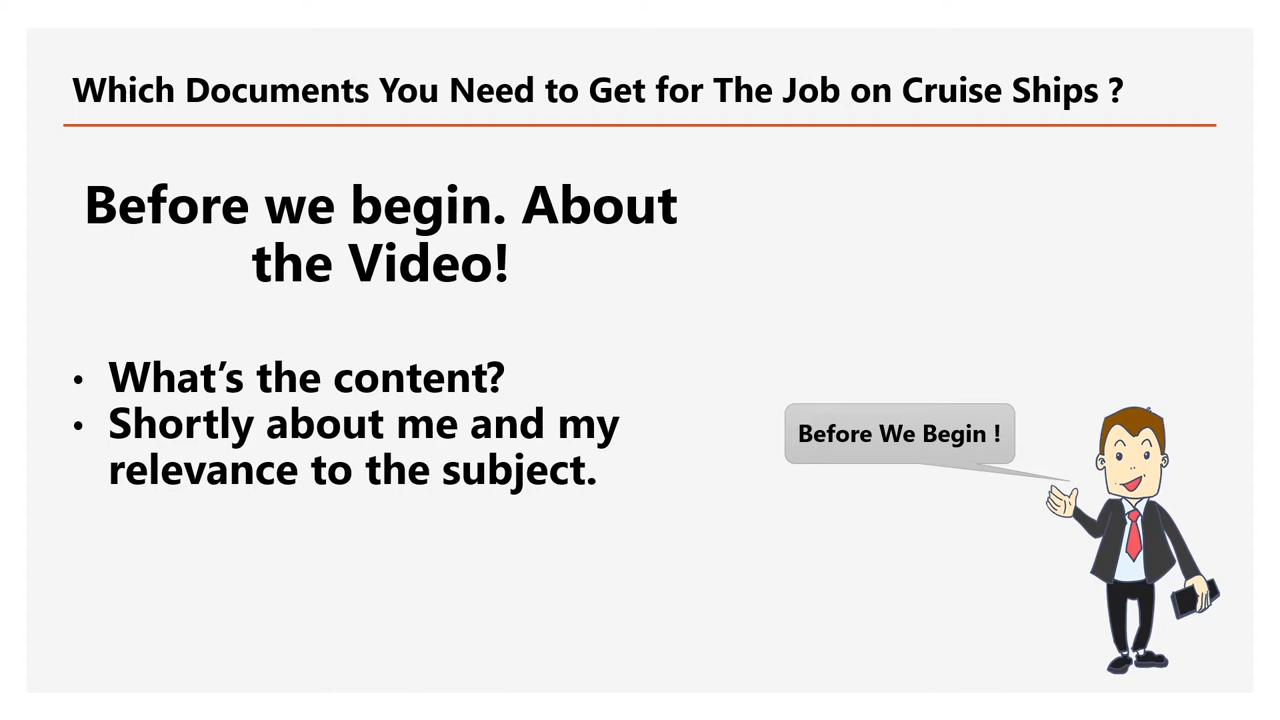 Which Documents You Need to Get for The Job on Cruise Ships ?
Before we begin. About
the Video!
• What’s the content?
• Shortly about me and my
relevance to the subject.
Before We Begin !